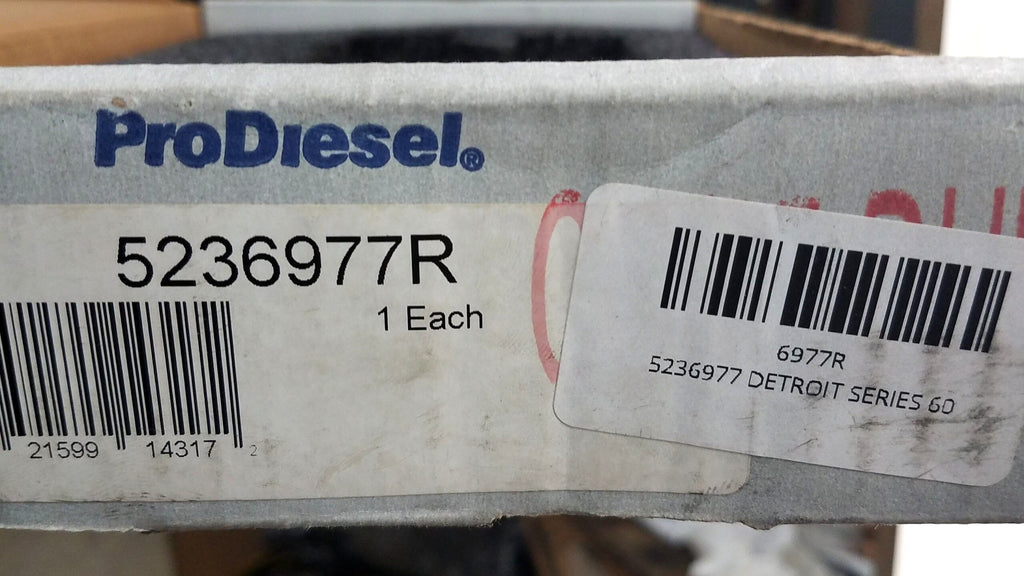 ProDiesel®
5236977R
1 Each
21599 14317 2
6977R
5236977 DETROIT SERIES 60